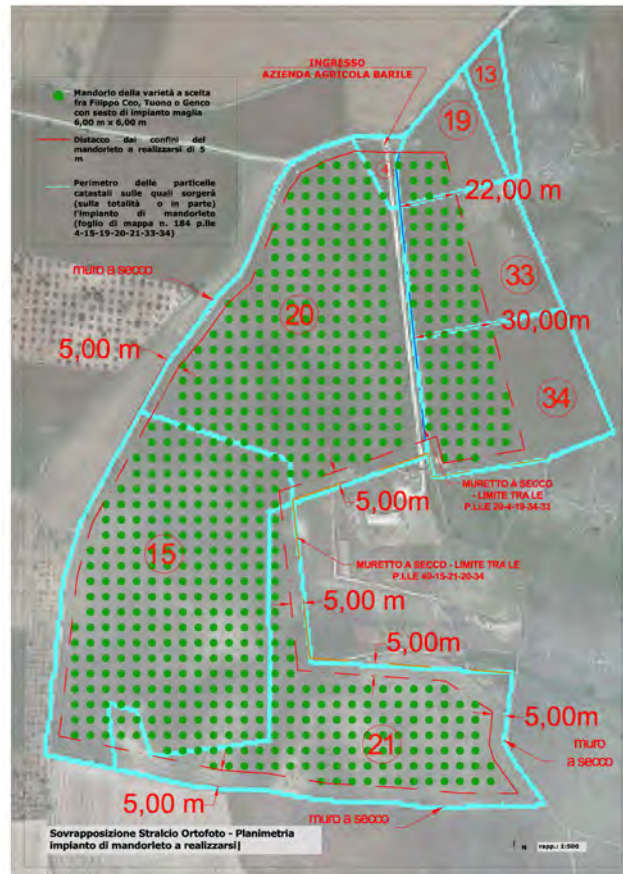 INGRESSO
AZIENDA AGRICOLA BARILE
Mandorlo della varietà a scelta
fra Filippo Ceo, Tuono o Genco
con sesto di impianto maglia
6,00 m x 6,00 m
Distacco dai confini del
mandorleto a realizzarsi di 5
m
Perimetro delle particelle
catastali sulle quali sorgerà
(sulla totalità o in parte)
l'impianto di mandorleto
(foglio di mappa n. 184 p.lle
4-15-19-20-21-33-34)
13
19
22,00 m
muro a secco
33
20
30,00m
5,00 m
34
MURETTO A SECCO
- LIMITE TRA LE
P.LLE 20-4-19-34-33
5,00m
15
MURETTO A SECCO - LIMITE TRA LE
P.LLE 60-15-21-20-34
5,00 m
5,00m
5,00m
21
muro
a secco
5,00 m
muro a secco
Sovrapposizione Stralcio Ortofoto - Planimetria
impianto di mandorleto a realizzarsi|
N
rapp.: 1:500